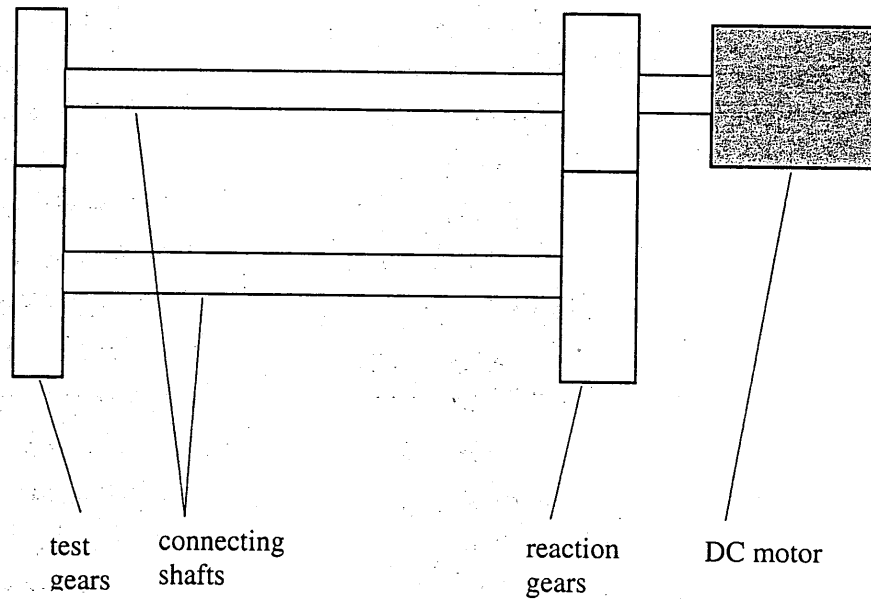 test
gears
connecting
shafts
reaction
gears
DC motor